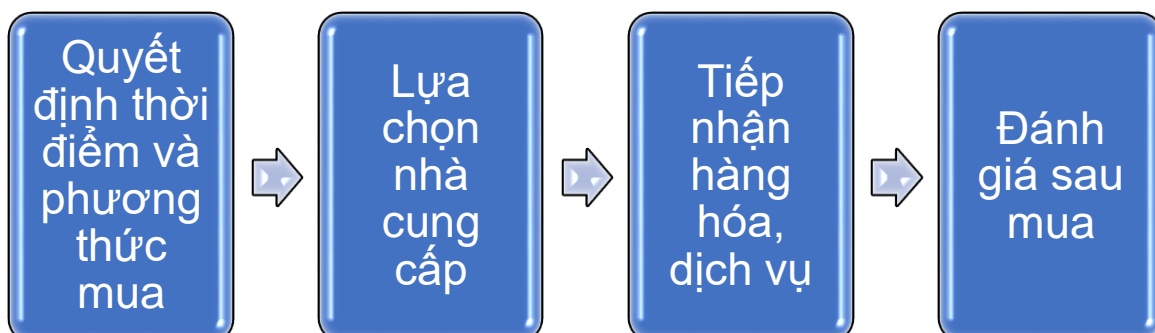 Quyết
định thời
điểm và
phương
thức
mua
Lựa
chọn
nhà
cung
cấp
Tiếp
nhận
hàng
hóa,
dịch vụ
Đánh
giá sau
mua